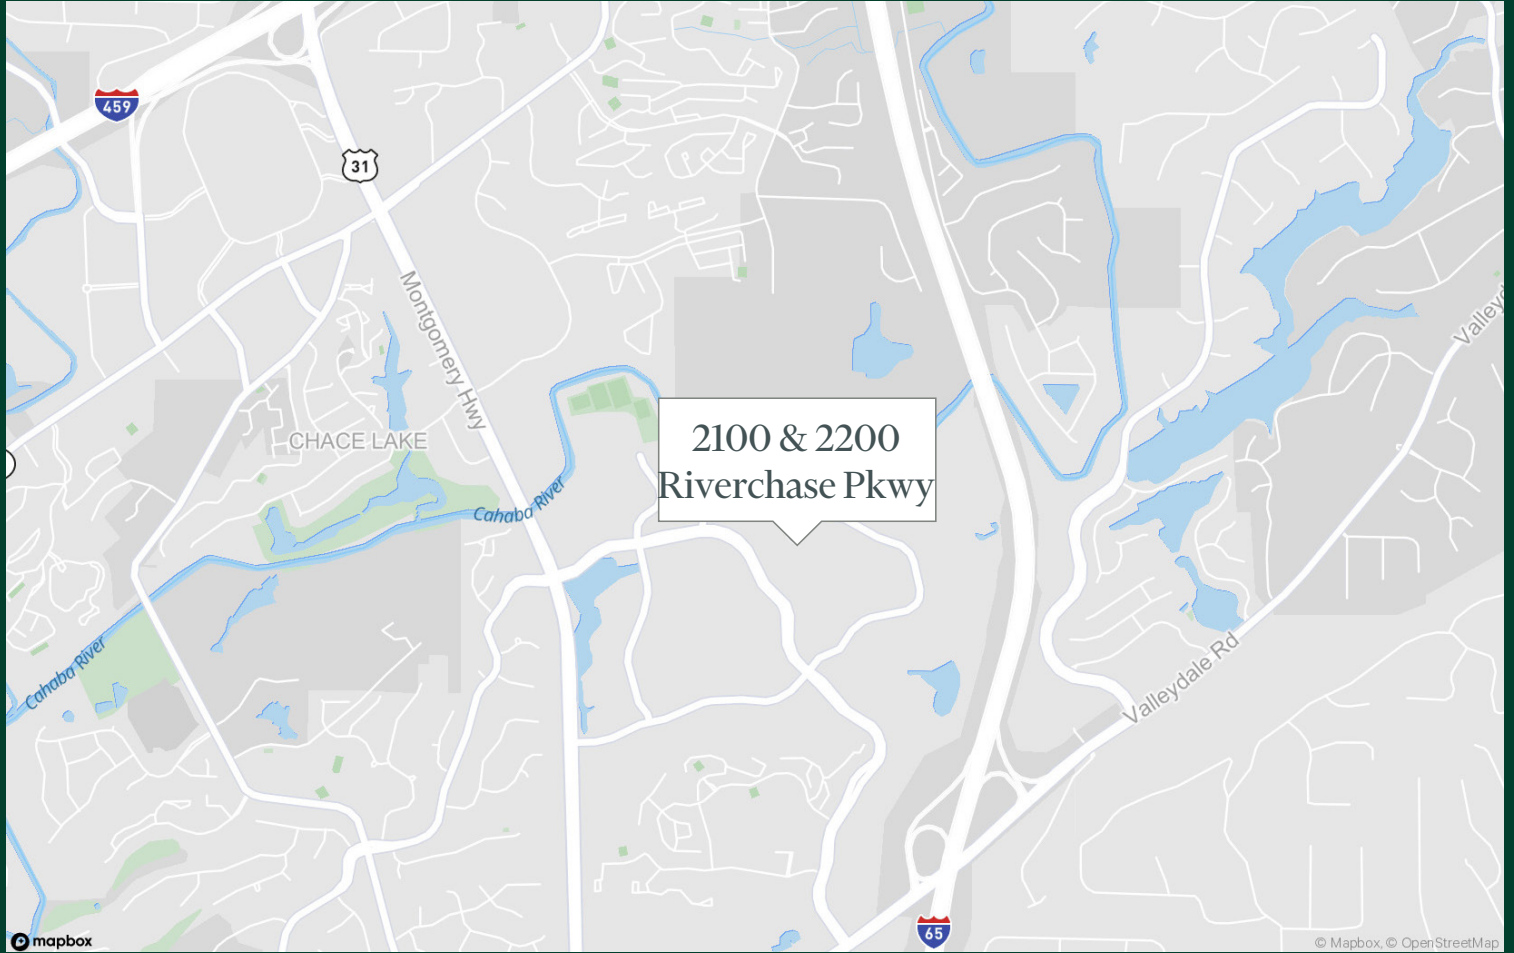 459
31
Montgomery Hwy
Valleyd
CHACE LAKE
2100 & 2200
Riverchase Pkwy
Cahaba River
Cahaba River
Valleydale Rd
65
mapbox
© Mapbox, © OpenStreetMap